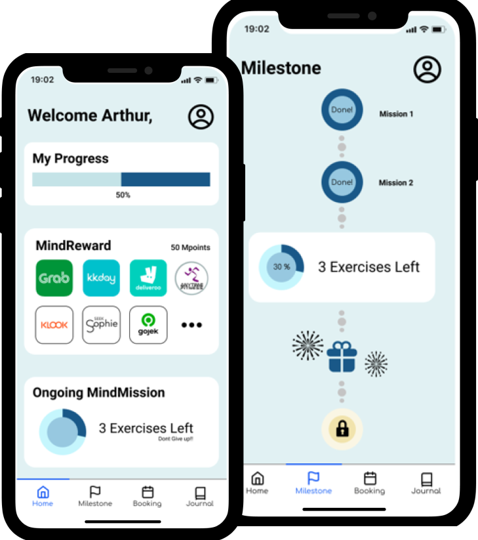 19:02
Welcome Arthur,
My Progress
50%
MindReward 50 Mpoints
Grab
kkday
deliveroo
KLOOK
Sophie
gojek
Ongoing MindMission
3 Exercises Left
Dont Give up!!
Home Milestone Booking Journal
19:02
Milestone
Done! Mission 1
Done! Mission 2
30 % 3 Exercises Left
Home Milestone Booking Journal